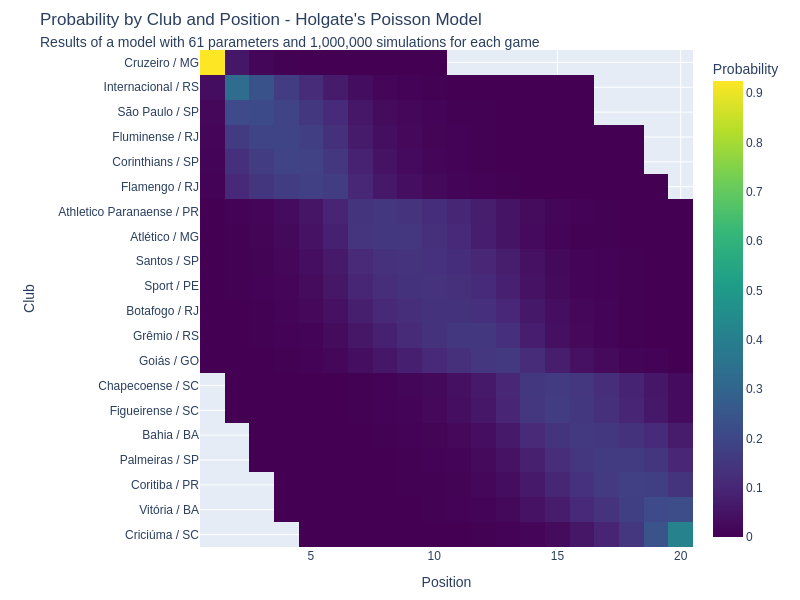 Probability by Club and Position - Holgate's Poisson Model
Results of a model with 61 parameters and 1,000,000 simulations for each game
Club
Cruzeiro / MG
Internacional / RS
São Paulo / SP
Fluminense / RJ
Corinthians / SP
Flamengo / RJ
Athletico Paranaense / PR
Atlético / MG
Santos / SP
Sport / PE
Botafogo / RJ
Grêmio / RS
Goiás / GO
Chapecoense / SC
Figueirense / SC
Bahia / BA
Palmeiras / SP
Coritiba / PR
Vitória / BA
Criciúma / SC
5
10
15
20
Position
Probability
0.9
0.8
0.7
0.6
0.5
0.4
0.3
0.2
0.1
0